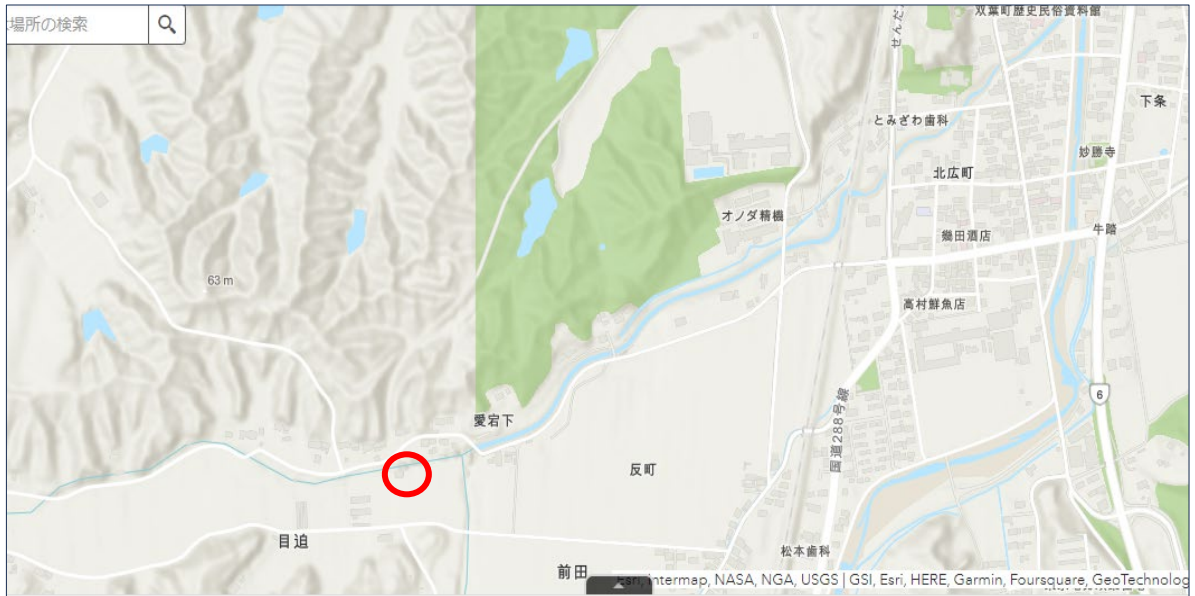 場所の検索
双葉町歴史民俗資料館
せんだ
下条
とみざわ歯科
妙勝寺
北広町
オノダ精機
牛踏
幾田酒店
63 m
高村鮮魚店
6
国道288号線
愛宕下
反町
目迫
松本歯科
前田
Esri, Intermap, NASA, NGA, USGS | GSI, Esri, HERE, Garmin, Foursquare, GeoTechnolog